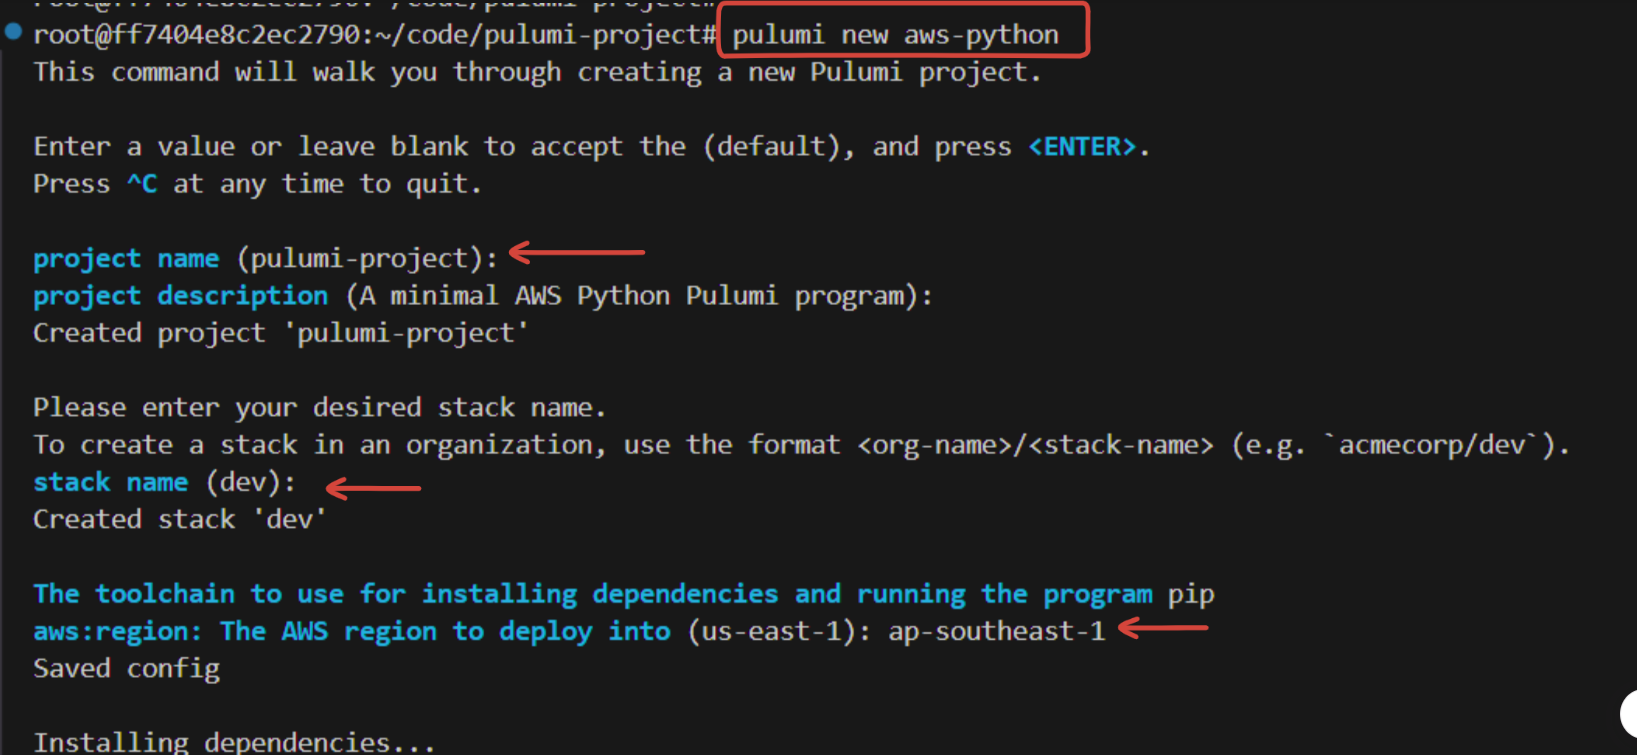 root@ff7404e8c2ec2790:~/code/pulumi-project#
root@ff7404e8c2ec2790:~/code/pulumi-project# pulumi new aws-python
This command will walk you through creating a new Pulumi project.
Enter a value or leave blank to accept the (default), and press <ENTER>.
Press ^C at any time to quit.
project name (pulumi-project):
project description (A minimal AWS Python Pulumi program):
Created project 'pulumi-project'
Please enter your desired stack name.
To create a stack in an organization, use the format <org-name>/<stack-name> (e.g. `acmecorp/dev`).
stack name (dev):
Created stack 'dev'
The toolchain to use for installing dependencies and running the program pip
aws:region: The AWS region to deploy into (us-east-1): ap-southeast-1
Saved config
Installing dependencies...